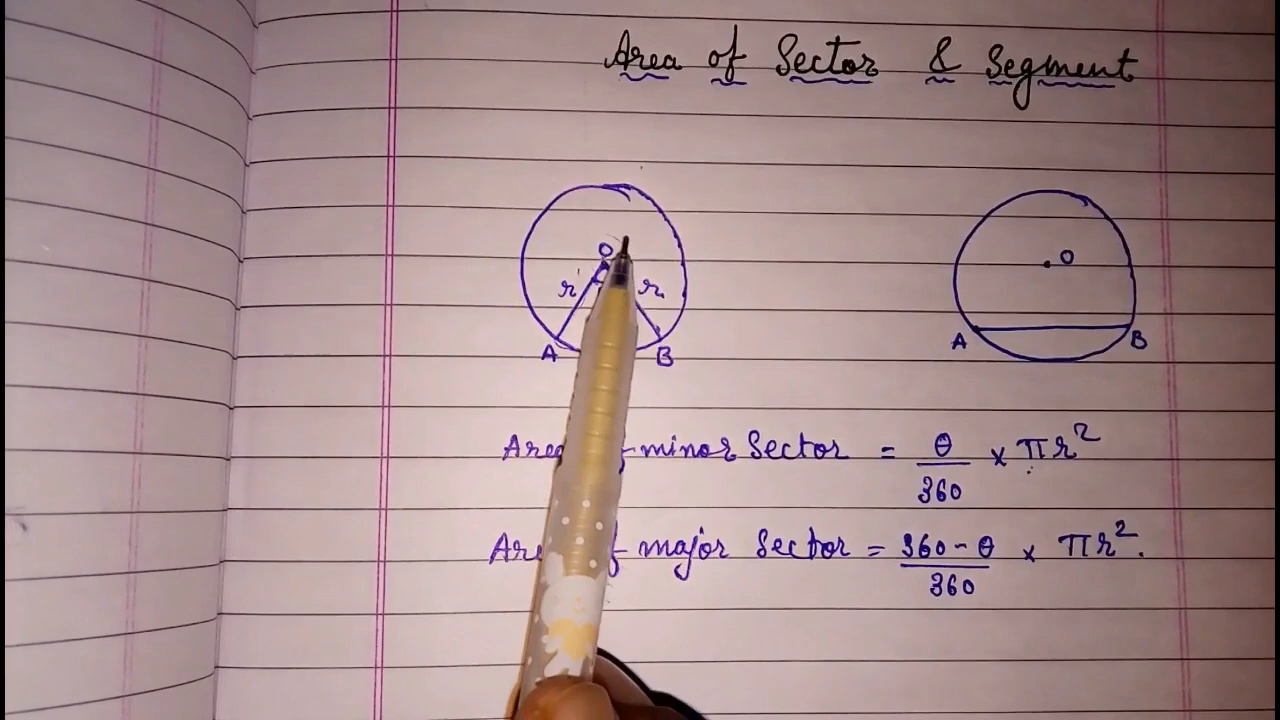 Area of Sector & Segment
O O
r r
A B A B
minor Sector = θ/360 × πr²
major Sector = 360-θ/360 × πr².